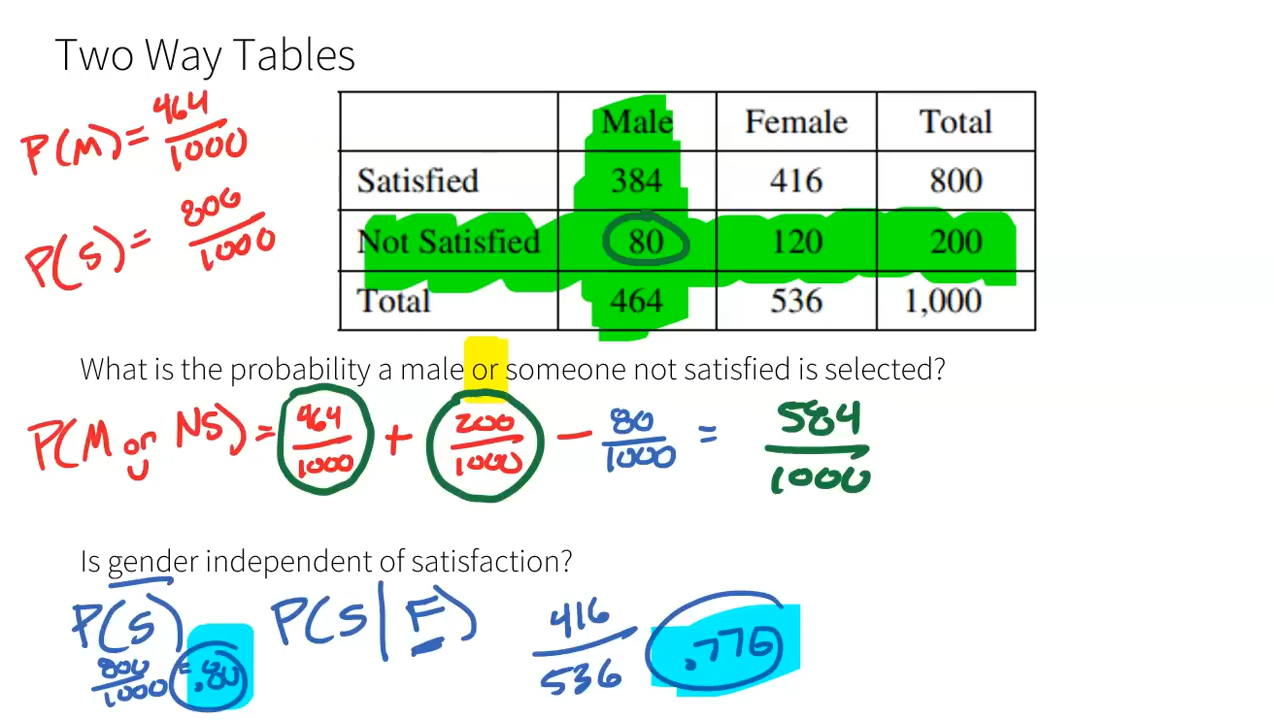 Two Way Tables
P(M) = 464/1000
P(S) = 800/1000
Male Female Total
Satisfied 384 416 800
Not Satisfied 80 120 200
Total 464 536 1,000
What is the probability a male or someone not satisfied is selected?
P(M or NS) = 464/1000 + 200/1000 − 80/1000 = 584/1000
U
Is gender independent of satisfaction?
P(S) P(S|F) 416/536 .776
800/1000 = .80